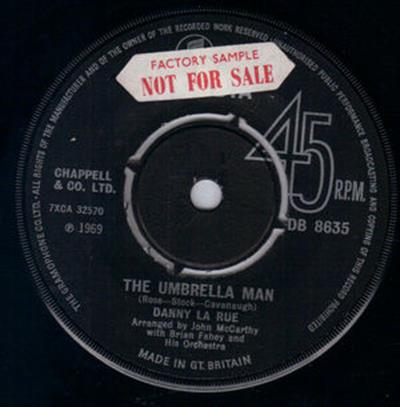 FACTORY SAMPLE
NOT FOR SALE
45
R.P.M.
CHAPPELL
& CO. LTD.
7XCA 32570
℗ 1969
DB 8635
THE UMBRELLA MAN
(Rose—Stock—Cavanaugh)
DANNY LA RUE
Arranged by John McCarthy
with Brian Fahey and
His Orchestra
MADE IN GT. BRITAIN
THE GRAMOPHONE CO. LTD. · ALL RIGHTS OF THE MANUFACTURER AND OF THE OWNER OF THE RECORDED WORK RESERVED · UNAUTHORISED PUBLIC PERFORMANCE BROADCASTING AND COPYING OF THIS RECORD PROHIBITED